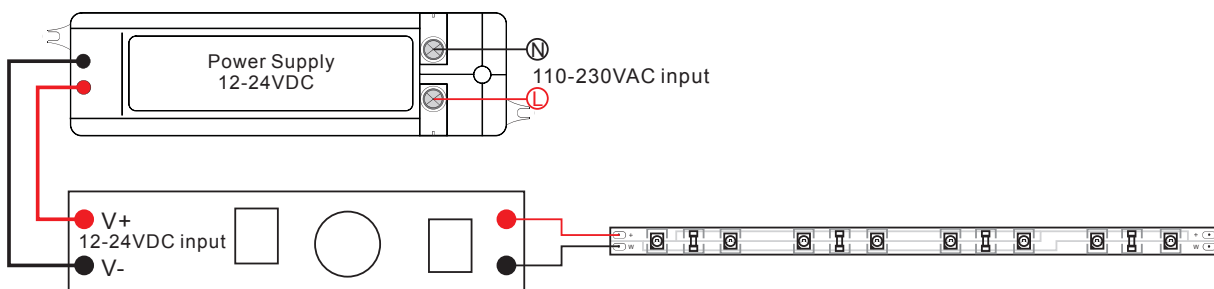 Power Supply
12-24VDC
N
110-230VAC input
L
V+
12-24VDC input
V-
+
W
+
W